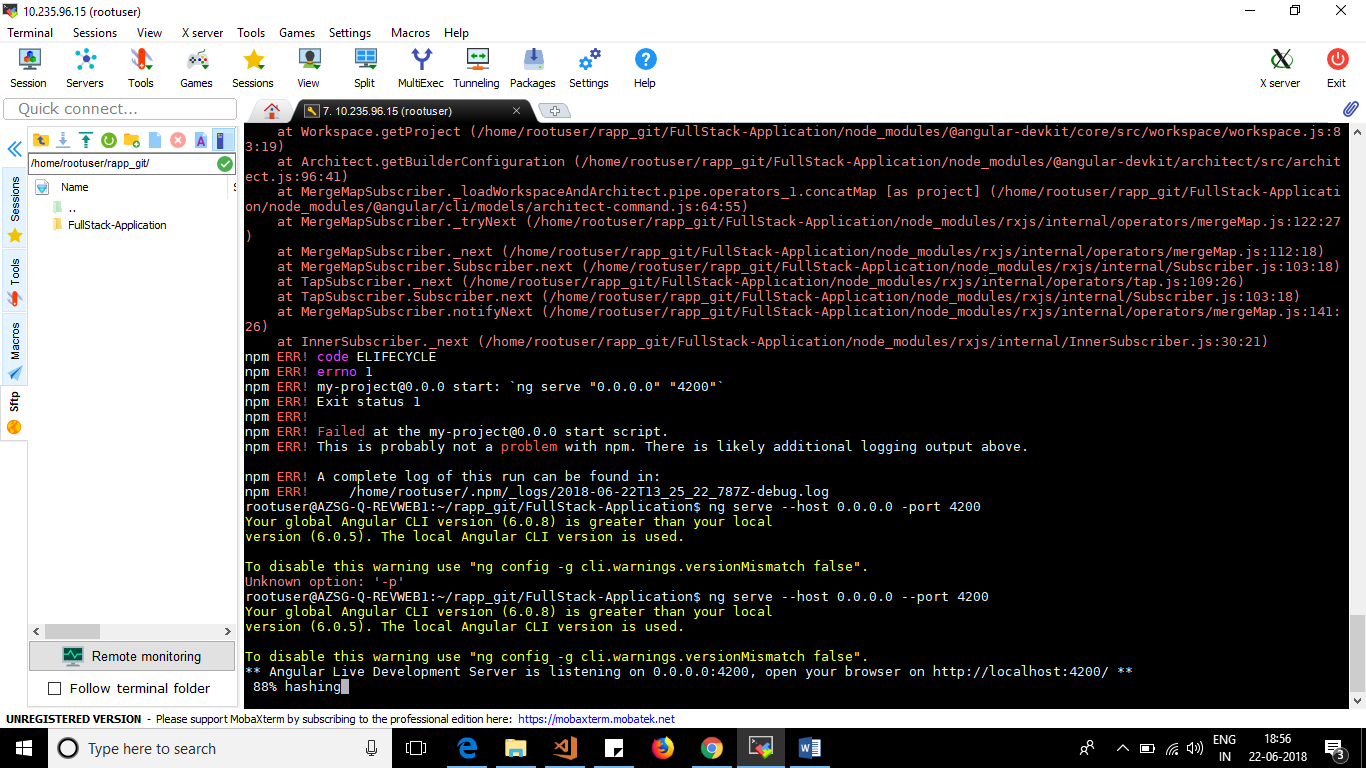 10.235.96.15 (rootuser)
Terminal Sessions View X server Tools Games Settings Macros Help
Session Servers Tools Games Sessions View Split MultiExec Tunneling Packages Settings Help X server Exit
Quick connect...
7. 10.235.96.15 (rootuser)
/home/rootuser/rapp_git/
Name
..
FullStack-Application
Sessions
Tools
Macros
Sftp
Remote monitoring
Follow terminal folder
at Workspace.getProject (/home/rootuser/rapp_git/FullStack-Application/node_modules/@angular-devkit/core/src/workspace/workspace.js:8
3:19)
at Architect.getBuilderConfiguration (/home/rootuser/rapp_git/FullStack-Application/node_modules/@angular-devkit/architect/src/archit
ect.js:96:41)
at MergeMapSubscriber._loadWorkspaceAndArchitect.pipe.operators_1.concatMap [as project] (/home/rootuser/rapp_git/FullStack-Applicati
on/node_modules/@angular/cli/models/architect-command.js:64:55)
at MergeMapSubscriber._tryNext (/home/rootuser/rapp_git/FullStack-Application/node_modules/rxjs/internal/operators/mergeMap.js:122:27
)
at MergeMapSubscriber._next (/home/rootuser/rapp_git/FullStack-Application/node_modules/rxjs/internal/operators/mergeMap.js:112:18)
at MergeMapSubscriber.Subscriber.next (/home/rootuser/rapp_git/FullStack-Application/node_modules/rxjs/internal/Subscriber.js:103:18)
at TapSubscriber._next (/home/rootuser/rapp_git/FullStack-Application/node_modules/rxjs/internal/operators/tap.js:109:26)
at TapSubscriber.Subscriber.next (/home/rootuser/rapp_git/FullStack-Application/node_modules/rxjs/internal/Subscriber.js:103:18)
at MergeMapSubscriber.notifyNext (/home/rootuser/rapp_git/FullStack-Application/node_modules/rxjs/internal/operators/mergeMap.js:141:
26)
at InnerSubscriber._next (/home/rootuser/rapp_git/FullStack-Application/node_modules/rxjs/internal/InnerSubscriber.js:30:21)
npm ERR! code ELIFECYCLE
npm ERR! errno 1
npm ERR! my-project@0.0.0 start: `ng serve "0.0.0.0" "4200"`
npm ERR! Exit status 1
npm ERR!
npm ERR! Failed at the my-project@0.0.0 start script.
npm ERR! This is probably not a problem with npm. There is likely additional logging output above.
npm ERR! A complete log of this run can be found in:
npm ERR! /home/rootuser/.npm/_logs/2018-06-22T13_25_22_787Z-debug.log
rootuser@AZSG-Q-REVWEB1:~/rapp_git/FullStack-Application$ ng serve --host 0.0.0.0 -port 4200
Your global Angular CLI version (6.0.8) is greater than your local
version (6.0.5). The local Angular CLI version is used.
To disable this warning use "ng config -g cli.warnings.versionMismatch false".
Unknown option: '-p'
rootuser@AZSG-Q-REVWEB1:~/rapp_git/FullStack-Application$ ng serve --host 0.0.0.0 --port 4200
Your global Angular CLI version (6.0.8) is greater than your local
version (6.0.5). The local Angular CLI version is used.
To disable this warning use "ng config -g cli.warnings.versionMismatch false".
** Angular Live Development Server is listening on 0.0.0.0:4200, open your browser on http://localhost:4200/ **
88% hashing
UNREGISTERED VERSION - Please support MobaXterm by subscribing to the professional edition here: https://mobaxterm.mobatek.net
Type here to search
ENG
IN
18:56
22-06-2018
3